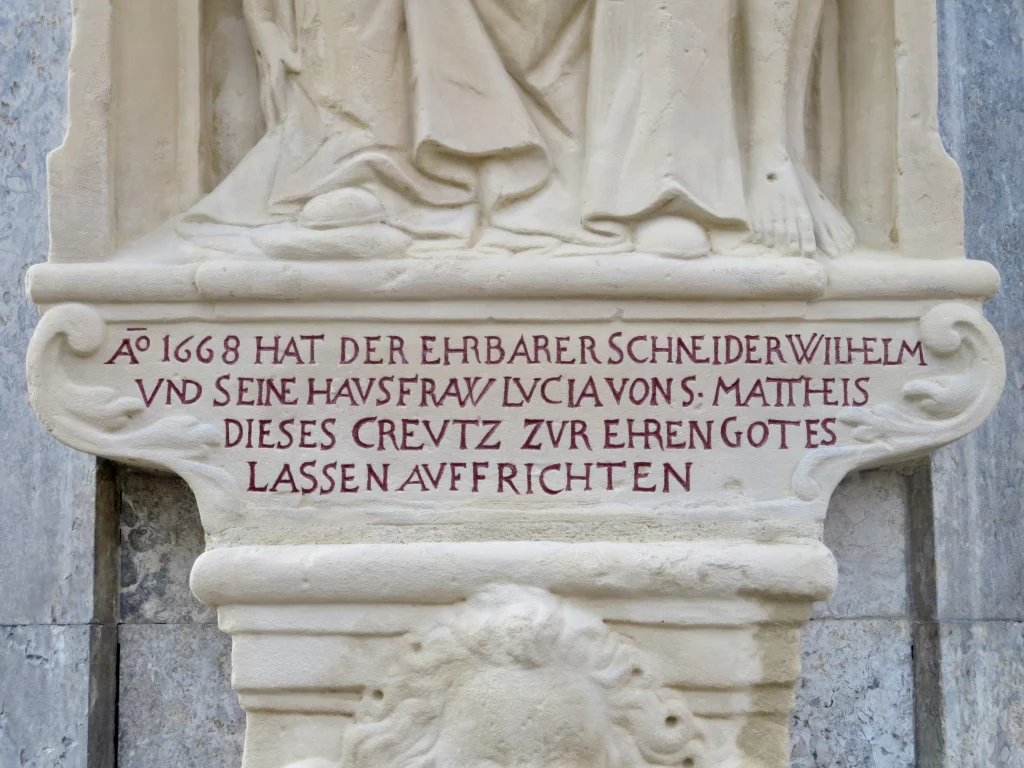 Aō 1668 HAT DER EHRBARER SCHNEIDER WILHELM
VND SEINE HAVSFRAW LVCIA VON S. MATTHEIS
DIESES CREVTZ ZVR EHREN GOTES
LASSEN AVFFRICHTEN